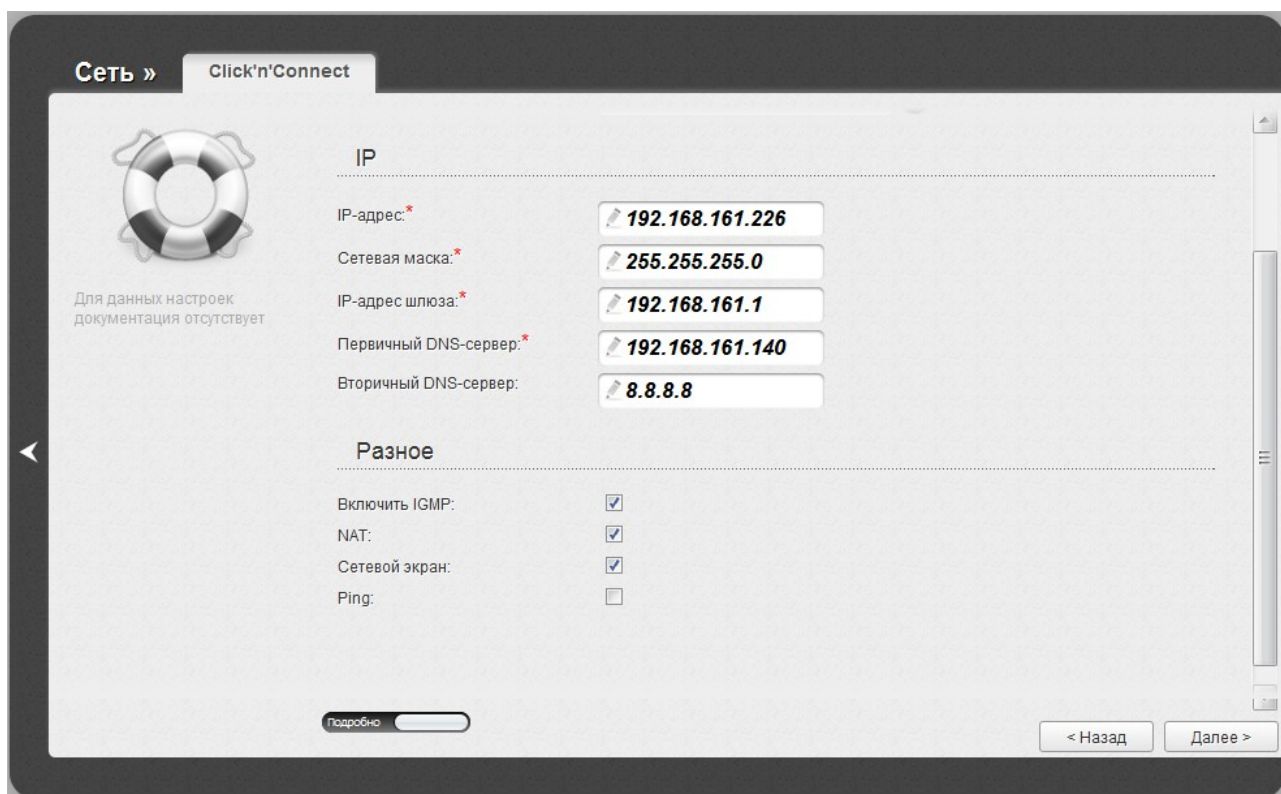 Сеть »
Click'n'Connect
Для данных настроек
документация отсутствует
IP
IP-адрес:* 192.168.161.226
Сетевая маска:* 255.255.255.0
IP-адрес шлюза:* 192.168.161.1
Первичный DNS-сервер:* 192.168.161.140
Вторичный DNS-сервер: 8.8.8.8
Разное
Включить IGMP:
NAT:
Сетевой экран:
Ping:
Подробно
< Назад
Далее >